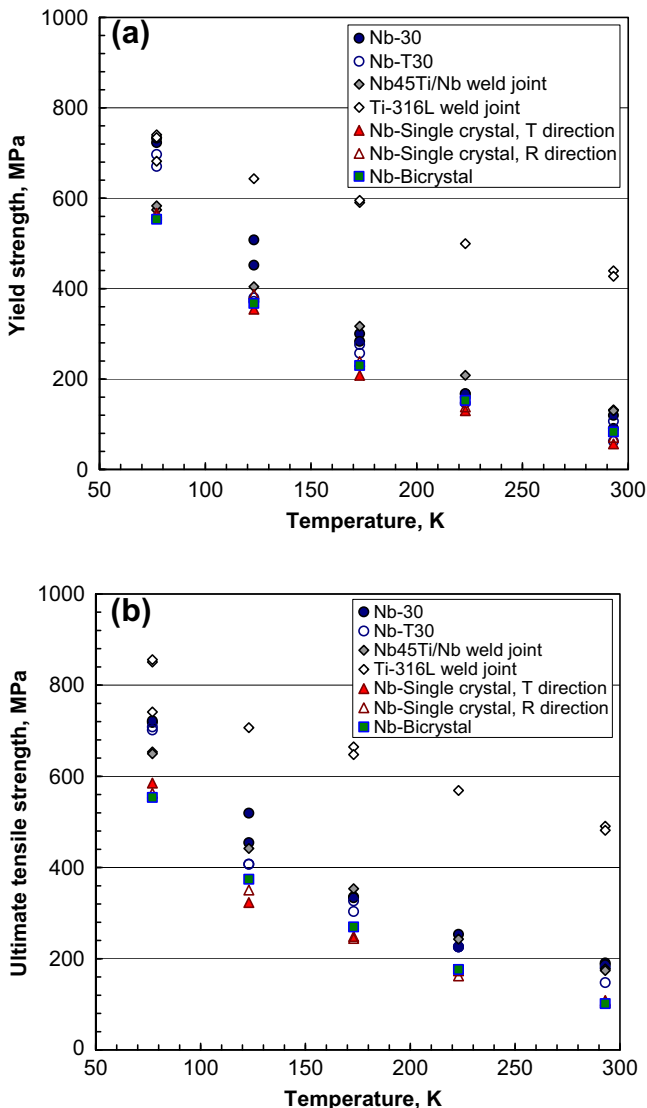 1000
(a)
Nb-30
Nb-T30
Nb45Ti/Nb weld joint
Ti-316L weld joint
Nb-Single crystal, T direction
Nb-Single crystal, R direction
Nb-Bicrystal
800
600
400
200
0
Yield strength, MPa
50 100 150 200 250 300
Temperature, K
1000
(b)
Nb-30
Nb-T30
Nb45Ti/Nb weld joint
Ti-316L weld joint
Nb-Single crystal, T direction
Nb-Single crystal, R direction
Nb-Bicrystal
800
600
400
200
0
Ultimate tensile strength, MPa
50 100 150 200 250 300
Temperature, K